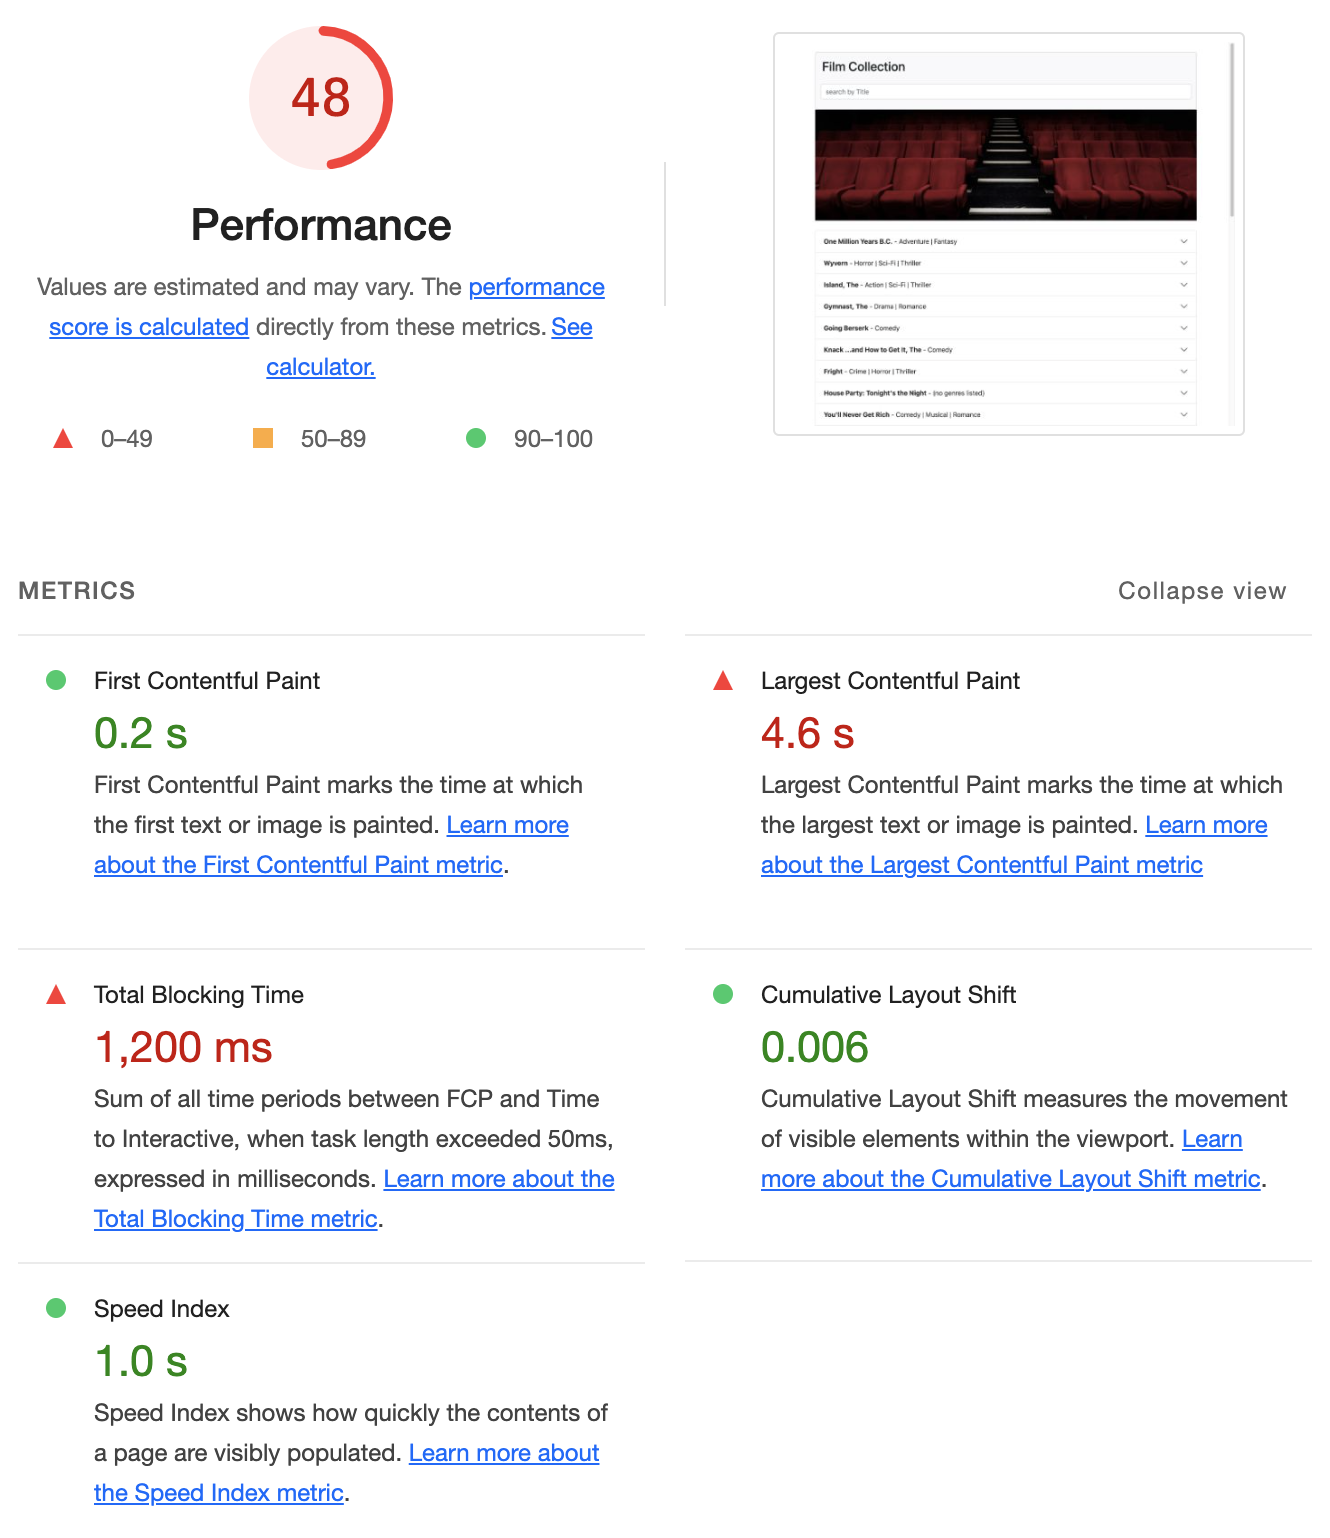 48
Performance
Values are estimated and may vary. The performance
score is calculated directly from these metrics. See
calculator.
0–49
50–89
90–100
Film Collection
search by Title
One Million Years B.C. - Adventure | Fantasy
Wyvern - Horror | Sci-Fi | Thriller
Island, The - Action | Sci-Fi | Thriller
Gymnast, The - Drama | Romance
Going Berserk - Comedy
Knack ...and How to Get It, The - Comedy
Fright - Crime | Horror | Thriller
House Party: Tonight's the Night - (no genres listed)
You'll Never Get Rich - Comedy | Musical | Romance
METRICS
Collapse view
First Contentful Paint
0.2 s
First Contentful Paint marks the time at which
the first text or image is painted. Learn more
about the First Contentful Paint metric.
Largest Contentful Paint
4.6 s
Largest Contentful Paint marks the time at which
the largest text or image is painted. Learn more
about the Largest Contentful Paint metric
Total Blocking Time
1,200 ms
Sum of all time periods between FCP and Time
to Interactive, when task length exceeded 50ms,
expressed in milliseconds. Learn more about the
Total Blocking Time metric.
Cumulative Layout Shift
0.006
Cumulative Layout Shift measures the movement
of visible elements within the viewport. Learn
more about the Cumulative Layout Shift metric.
Speed Index
1.0 s
Speed Index shows how quickly the contents of
a page are visibly populated. Learn more about
the Speed Index metric.